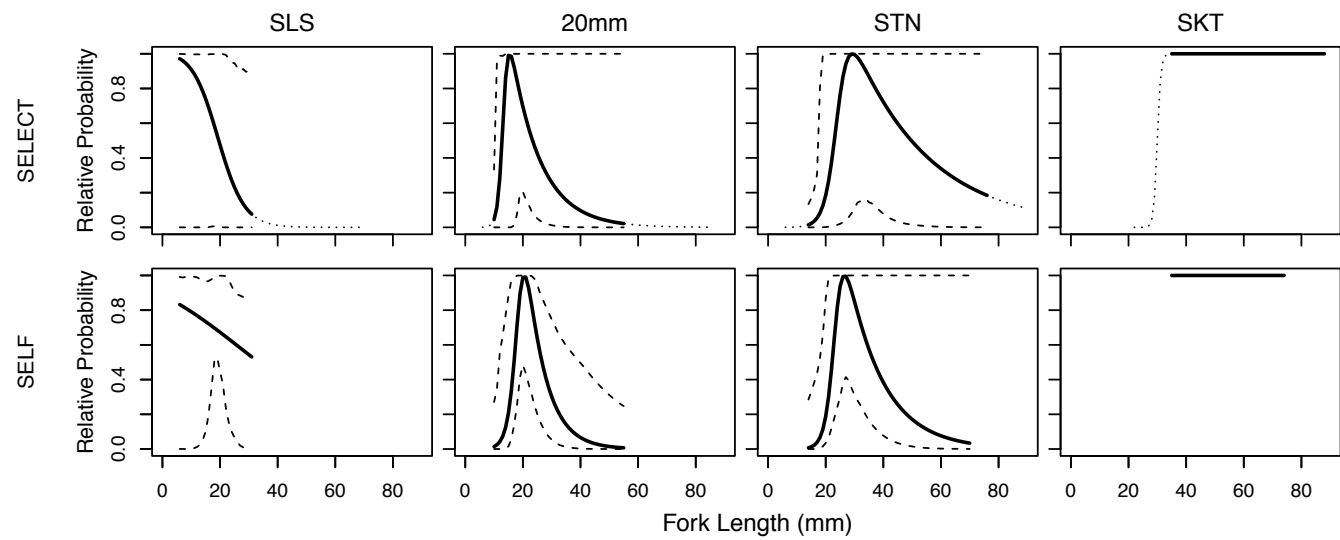 SLS 20mm STN SKT
SELECT
Relative Probability
0.0 0.4 0.8
SELF
Relative Probability
0.0 0.4 0.8
0 20 40 60 80 0 20 40 60 80 0 20 40 60 80 0 20 40 60 80
Fork Length (mm)